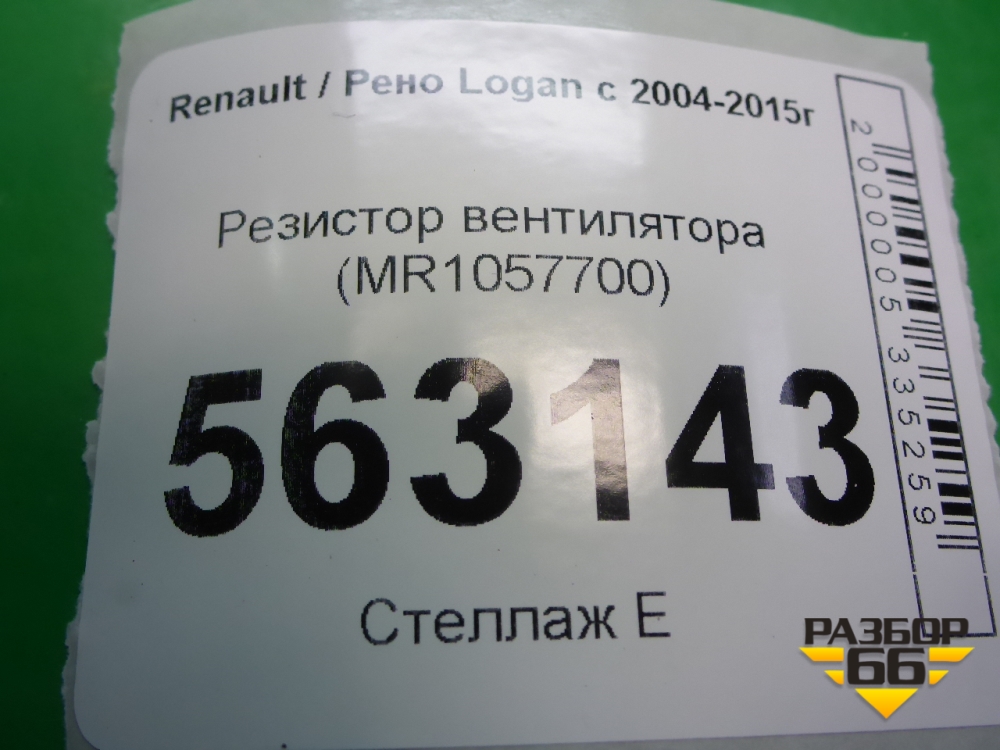 Renault / Рено Logan с 2004-2015г
Резистор вентилятора
(MR1057700)
563143
Стеллаж Е
2000005335259
РАЗБОР
66